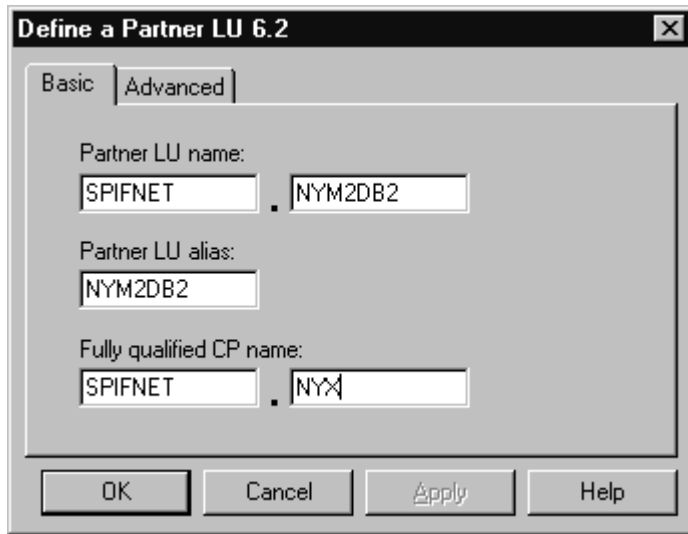 Define a Partner LU 6.2
Basic Advanced
Partner LU name:
SPIFNET . NYM2DB2
Partner LU alias:
NYM2DB2
Fully qualified CP name:
SPIFNET . NYX
OK Cancel Apply Help